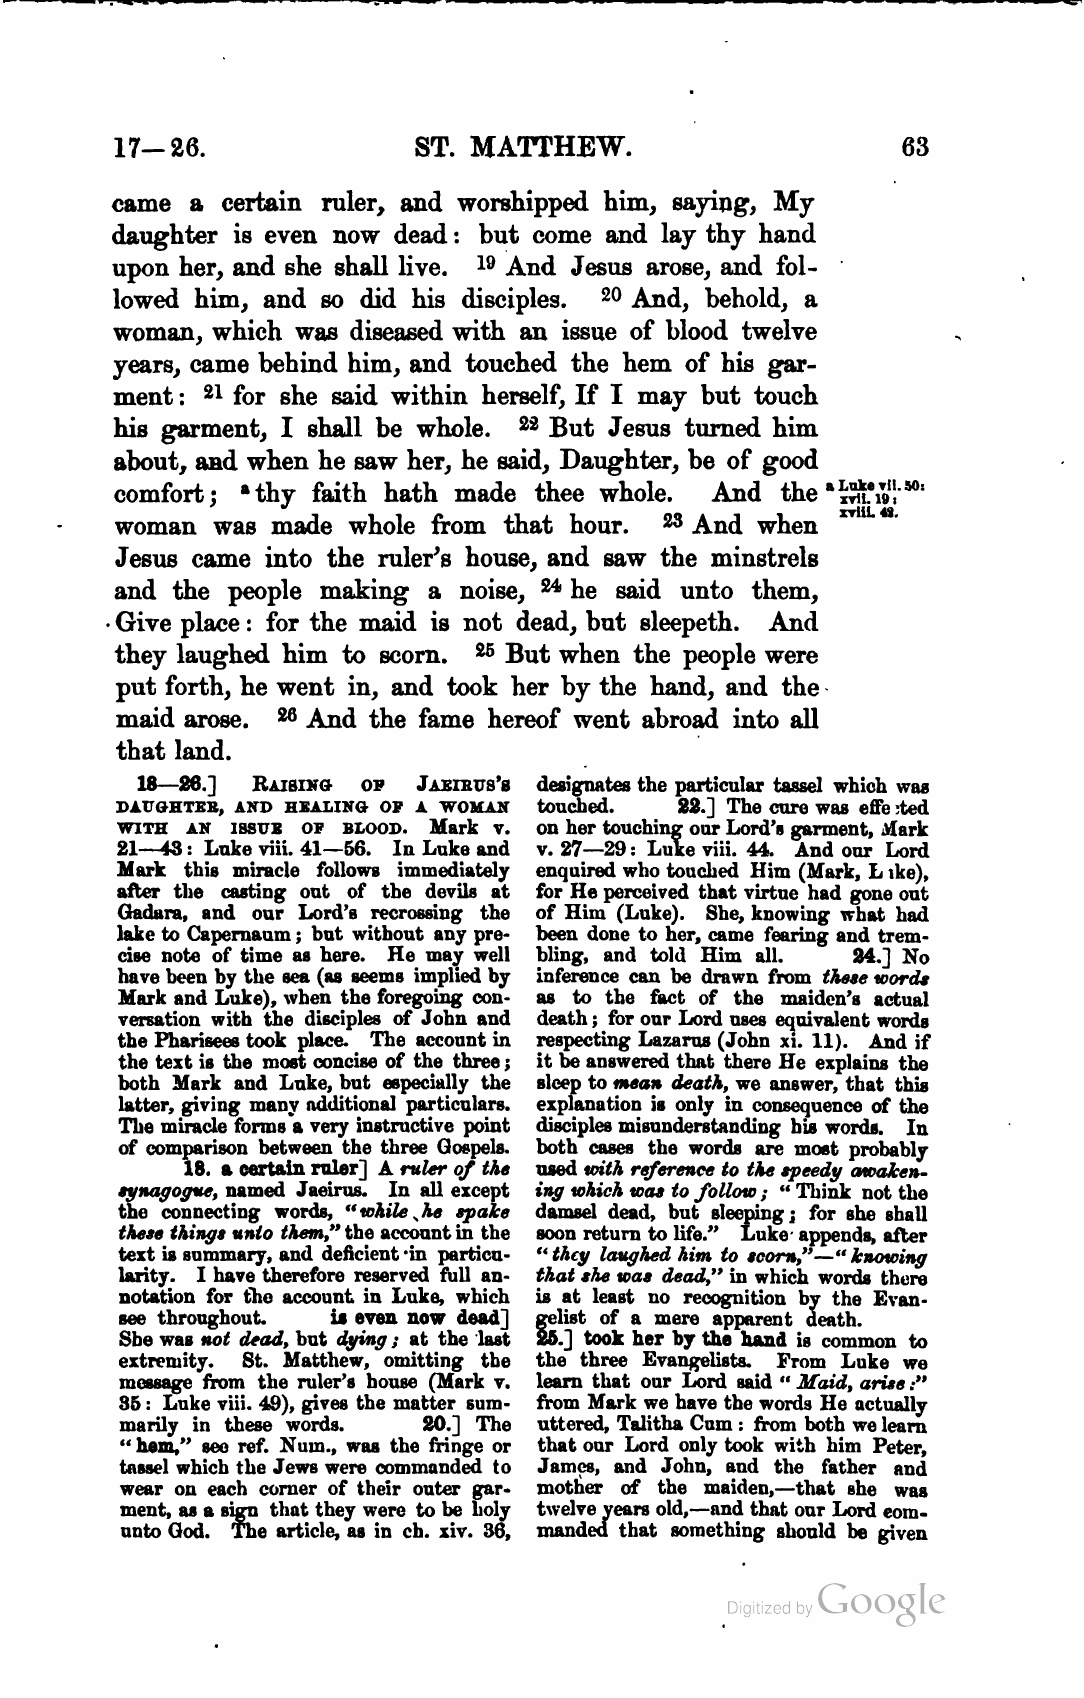 17—26. ST. MATTHEW. 63
came a certain ruler, and worshipped him, saying, My
daughter is even now dead: but come and lay thy hand
upon her, and she shall live. 19 And Jesus arose, and fol-
lowed him, and so did his disciples. 20 And, behold, a
woman, which was diseased with an issue of blood twelve
years, came behind him, and touched the hem of his gar-
ment: 21 for she said within herself, If I may but touch
his garment, I shall be whole. 22 But Jesus turned him
about, and when he saw her, he said, Daughter, be of good
comfort; a thy faith hath made thee whole. And the
woman was made whole from that hour. 23 And when
Jesus came into the ruler's house, and saw the minstrels
and the people making a noise, 24 he said unto them,
Give place: for the maid is not dead, but sleepeth. And
they laughed him to scorn. 25 But when the people were
put forth, he went in, and took her by the hand, and the
maid arose. 26 And the fame hereof went abroad into all
that land.
a Luke vii. 50:
xvii. 19:
xviii. 42.
18—26.] RAISING OF JAEIRUS'S
DAUGHTER, AND HEALING OF A WOMAN
WITH AN ISSUE OF BLOOD. Mark v.
21—43: Luke viii. 41—56. In Luke and
Mark this miracle follows immediately
after the casting out of the devils at
Gadara, and our Lord's recrossing the
lake to Capernaum; but without any pre-
cise note of time as here. He may well
have been by the sea (as seems implied by
Mark and Luke), when the foregoing con-
versation with the disciples of John and
the Pharisees took place. The account in
the text is the most concise of the three;
both Mark and Luke, but especially the
latter, giving many additional particulars.
The miracle forms a very instructive point
of comparison between the three Gospels.
18. a certain ruler] A ruler of the
synagogue, named Jaeirus. In all except
the connecting words, "while he spake
these things unto them," the account in the
text is summary, and deficient in particu-
larity. I have therefore reserved full an-
notation for the account in Luke, which
see throughout. is even now dead]
She was not dead, but dying; at the last
extremity. St. Matthew, omitting the
message from the ruler's house (Mark v.
35: Luke viii. 49), gives the matter sum-
marily in these words. 20.] The
"hem," see ref. Num., was the fringe or
tassel which the Jews were commanded to
wear on each corner of their outer gar-
ment, as a sign that they were to be holy
unto God. The article, as in ch. xiv. 36,
designates the particular tassel which was
touched. 22.] The cure was effe ted
on her touching our Lord's garment, Mark
v. 27—29: Luke viii. 44. And our Lord
enquired who touched Him (Mark, L ike),
for He perceived that virtue had gone out
of Him (Luke). She, knowing what had
been done to her, came fearing and trem-
bling, and told Him all. 24.] No
inference can be drawn from these words
as to the fact of the maiden's actual
death; for our Lord uses equivalent words
respecting Lazarus (John xi. 11). And if
it be answered that there He explains the
sleep to mean death, we answer, that this
explanation is only in consequence of the
disciples misunderstanding his words. In
both cases the words are most probably
used with reference to the speedy awaken-
ing which was to follow; "Think not the
damsel dead, but sleeping; for she shall
soon return to life." Luke appends, after
"they laughed him to scorn,"—"knowing
that she was dead," in which words there
is at least no recognition by the Evan-
gelist of a mere apparent death.
25.] took her by the hand is common to
the three Evangelists. From Luke we
learn that our Lord said "Maid, arise:"
from Mark we have the words He actually
uttered, Talitha Cum: from both we learn
that our Lord only took with him Peter,
James, and John, and the father and
mother of the maiden,—that she was
twelve years old,—and that our Lord com-
manded that something should be given
Digitized by Google